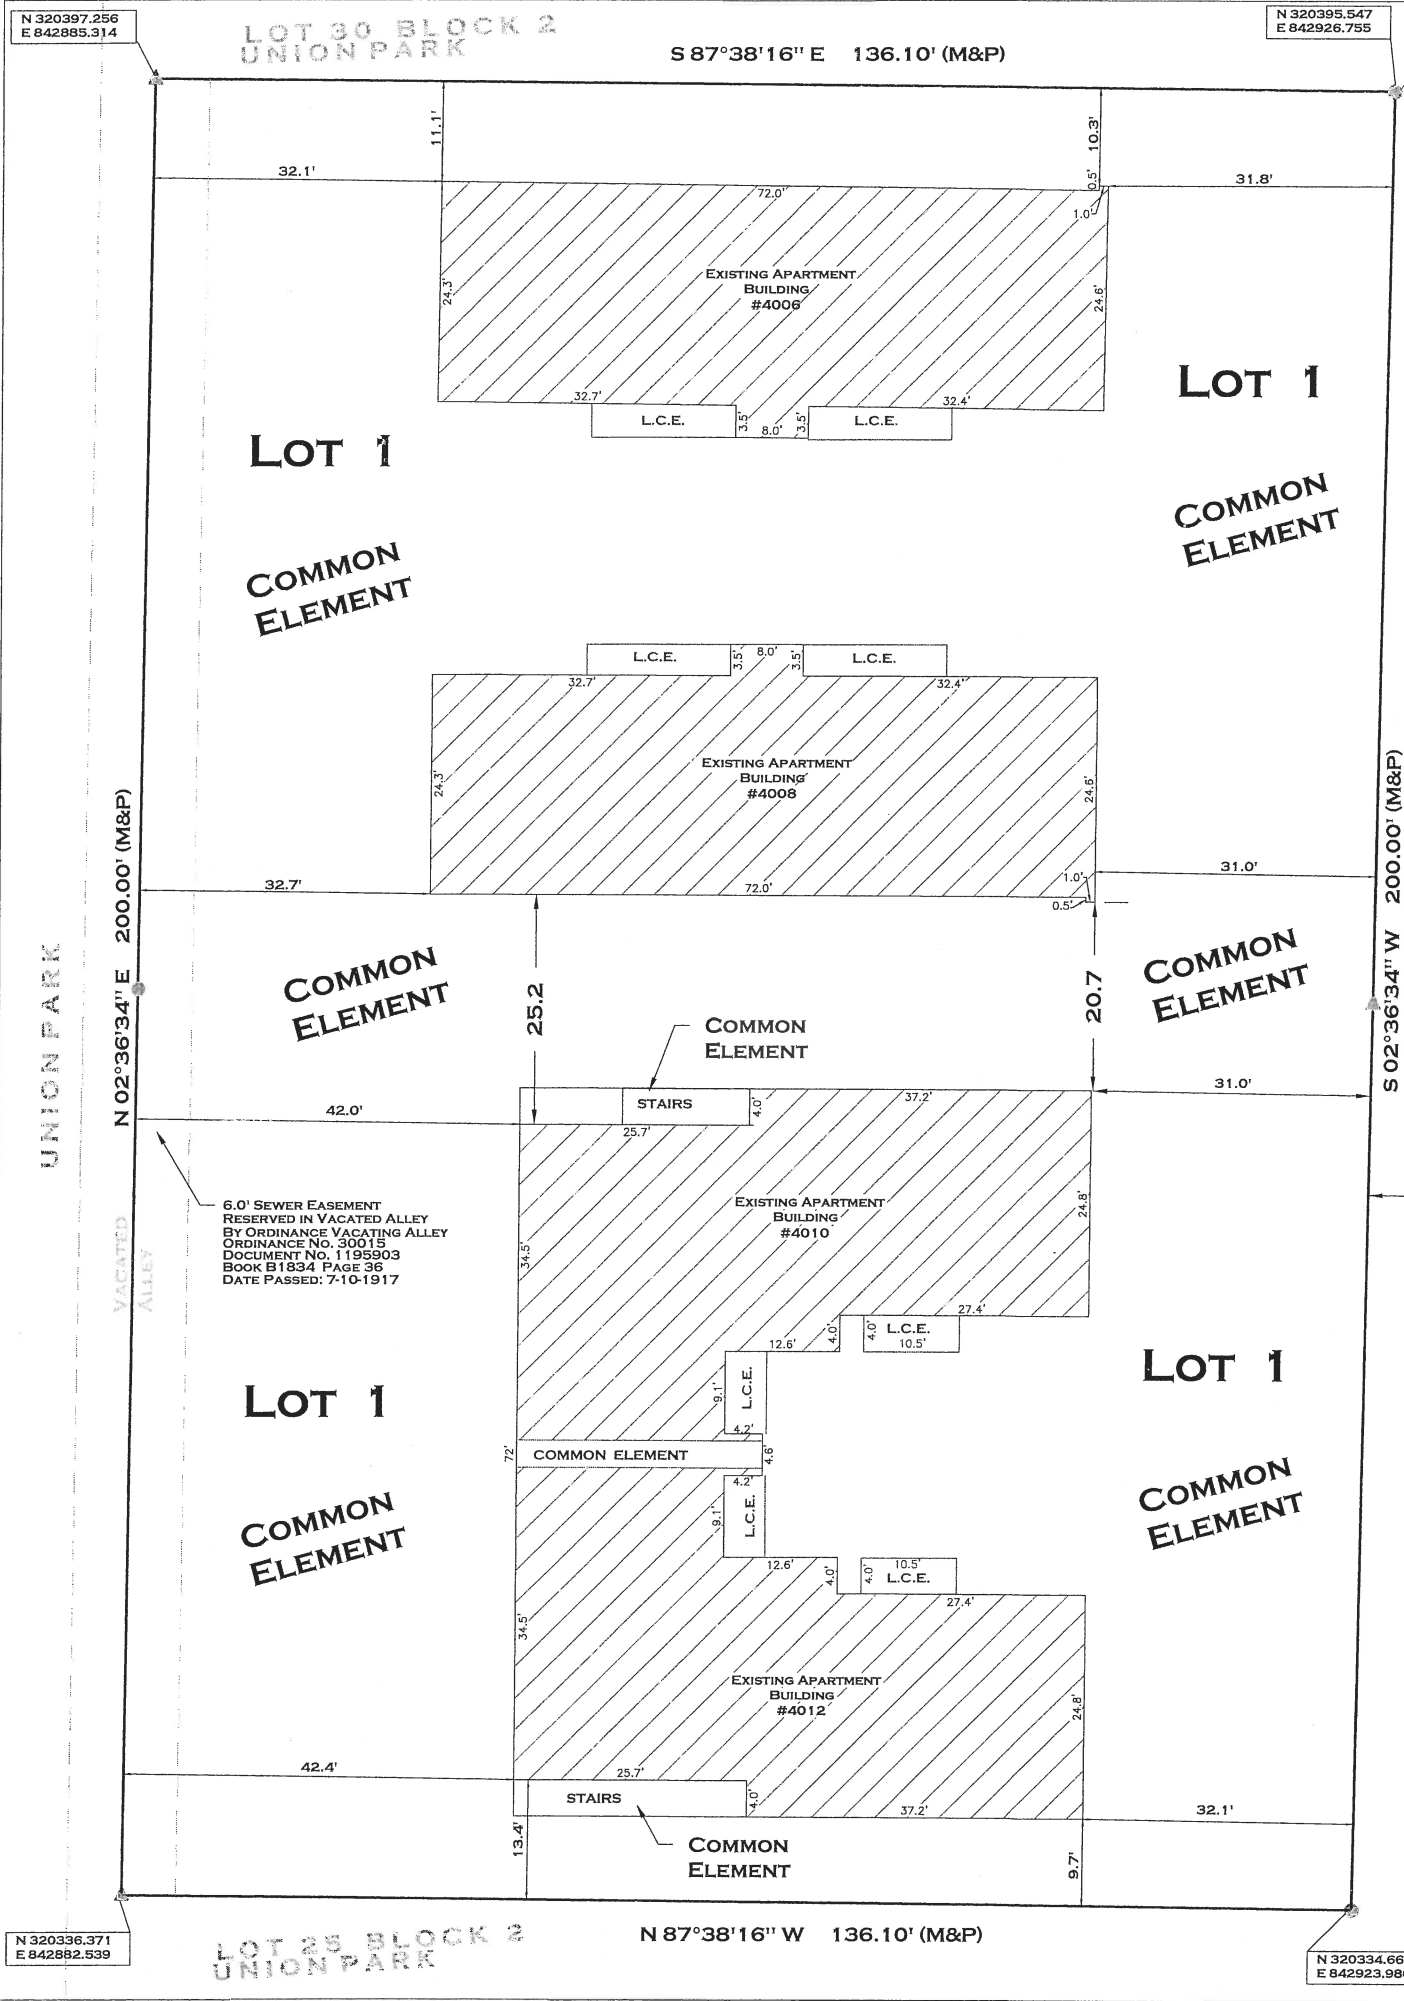 N 320397.256
E 842885.314
LOT 30 BLOCK 2
UNION PARK
S 87°38'16" E 136.10' (M&P)
N 320395.547
E 842926.755
11.1'
10.3'
32.1'
72.0'
0.5'
1.0'
31.8'
EXISTING APARTMENT
BUILDING
#4006
24.3'
24.6'
LOT 1
LOT 1
32.7'
L.C.E.
3.5'
8.0'
3.5'
L.C.E.
32.4'
COMMON
ELEMENT
COMMON
ELEMENT
L.C.E.
3.5'
8.0'
3.5'
L.C.E.
32.7'
32.4'
EXISTING APARTMENT
BUILDING
#4008
24.3'
24.6'
N 02°36'34" E 200.00' (M&P)
S 02°36'34" W 200.00' (M&P)
32.7'
72.0'
1.0'
0.5'
31.0'
UNION PARK
COMMON
ELEMENT
25.2
20.7
COMMON
ELEMENT
COMMON
ELEMENT
42.0'
STAIRS
4.0'
25.7'
37.2'
31.0'
6.0' SEWER EASEMENT
RESERVED IN VACATED ALLEY
BY ORDINANCE VACATING ALLEY
ORDINANCE NO. 30015
DOCUMENT NO. 1195903
BOOK B1834 PAGE 36
DATE PASSED: 7-10-1917
VACATED
ALLEY
EXISTING APARTMENT
BUILDING
#4010
34.5'
24.8'
27.4'
12.6'
4.0'
4.0'
L.C.E.
10.5'
9.1'
L.C.E.
4.2'
LOT 1
LOT 1
72'
COMMON ELEMENT
4.6'
4.2'
9.1'
L.C.E.
12.6'
4.0'
4.0'
10.5'
L.C.E.
27.4'
COMMON
ELEMENT
COMMON
ELEMENT
34.5'
EXISTING APARTMENT
BUILDING
#4012
24.8'
42.4'
25.7'
STAIRS
4.0'
37.2'
32.1'
13.4'
COMMON
ELEMENT
9.7'
N 320336.371
E 842882.539
LOT 25 BLOCK 2
UNION PARK
N 87°38'16" W 136.10' (M&P)
N 320334.66
E 842923.98